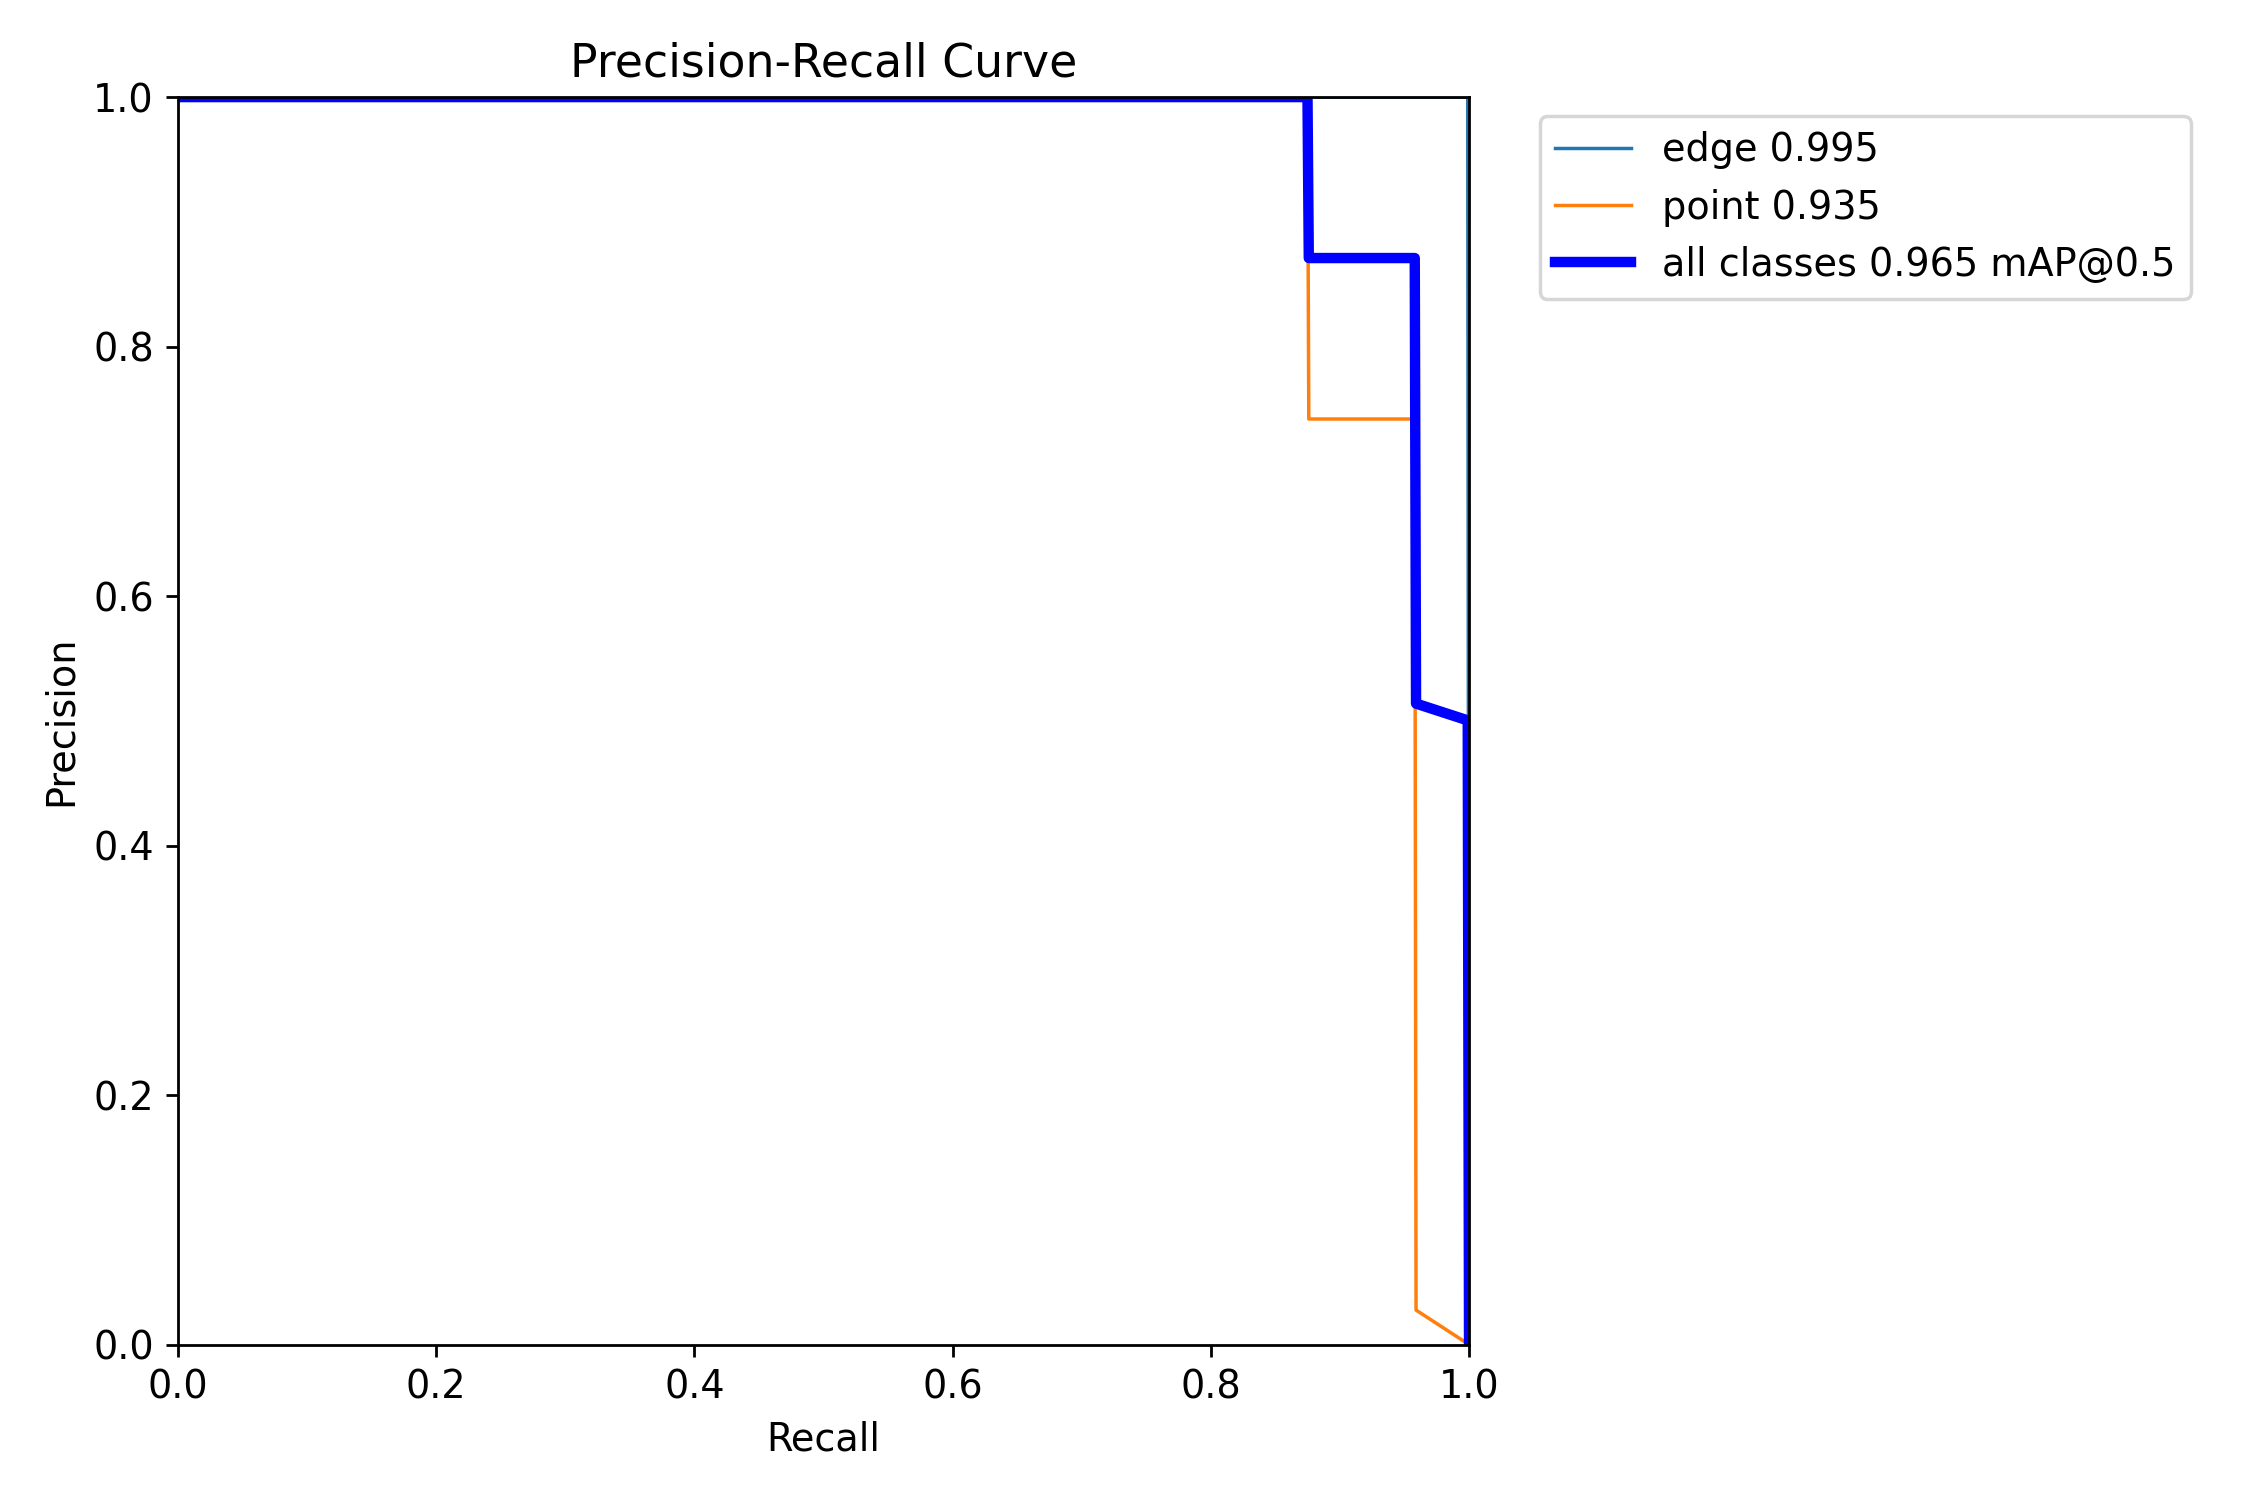 Precision-Recall Curve
1.0
0.8
0.6
0.4
0.2
0.0
Precision
0.0 0.2 0.4 0.6 0.8 1.0
Recall
edge 0.995
point 0.935
all classes 0.965 mAP@0.5